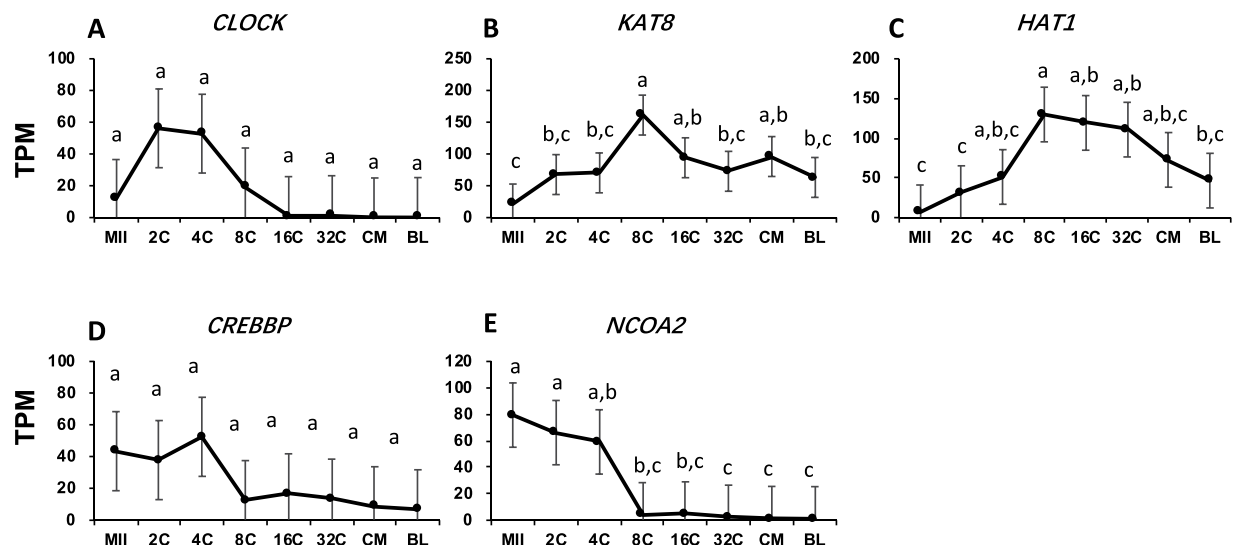 A CLOCK
TPM
100
80
60
40
20
0
a a a a a a a a
MII 2C 4C 8C 16C 32C CM BL
B KAT8
250
200
150
100
50
0
c b,c b,c a a,b b,c a,b b,c
MII 2C 4C 8C 16C 32C CM BL
C HAT1
200
150
100
50
0
c c a,b,c a a,b a,b a,b,c b,c
MII 2C 4C 8C 16C 32C CM BL
D CREBBP
TPM
100
80
60
40
20
0
a a a a a a a a
MII 2C 4C 8C 16C 32C CM BL
E NCOA2
120
100
80
60
40
20
0
a a a,b b,c b,c c c c
MII 2C 4C 8C 16C 32C CM BL